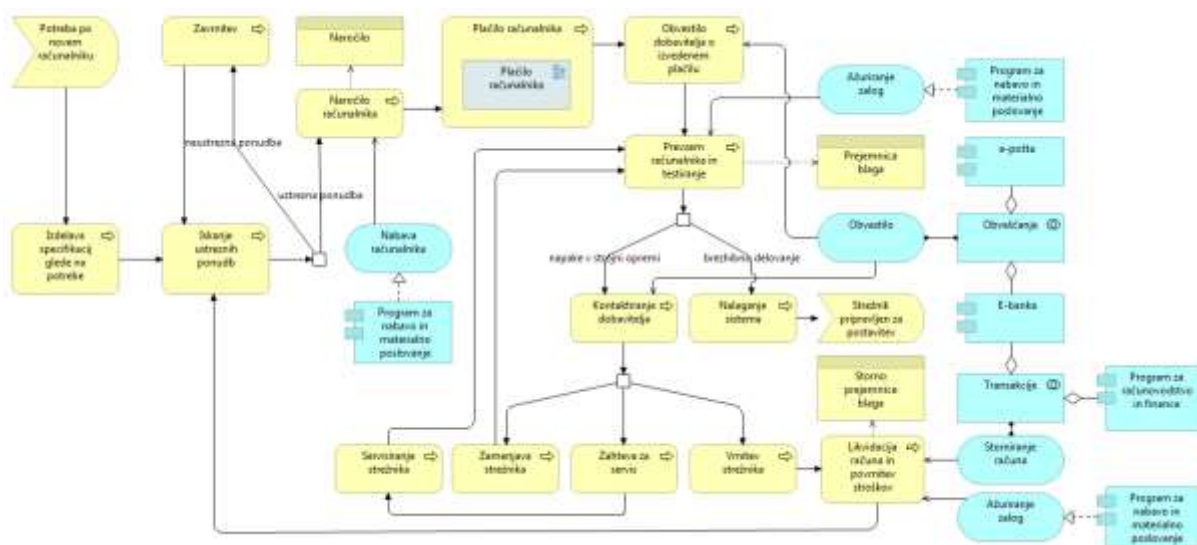 Potreba po
novem
računalniku
Zavrnitev
Naročilo
Plačilo računalnika
Plačilo
računalnika
Obvestilo
dobavitelja o
izvedenem
plačilu
Ažuriranje
zalog
Program za
nabavo in
materialno
poslovanje
Naročilo
računalnika
neustrezna ponudba
ustrezna ponudba
Prevzem
računalnika in
testiranje
Prejemnica
blaga
e-pošta
Izdelava
specifikacij
glede na
potrebe
Iskanje
ustreznih
ponudb
Nabava
računalnika
Obvestilo
Obveščanje
napake v strojni opremi
brezhibno delovanje
Program za
nabavo in
materialno
poslovanje
Kontaktiranje
dobavitelja
Nalaganje
sistema
Strežnik
pripravljen za
postavitev
E-banka
Storno
prejemnice
blaga
Transakcije
Program za
računovodstvo
in finance
Servisiranje
strežnika
Zamenjava
strežnika
Zahteva za
servis
Vrnitev
strežnika
Likvidacija
računa in
povrnitev
stroškov
Storniranje
računa
Ažuriranje
zalog
Program za
nabavo in
materialno
poslovanje